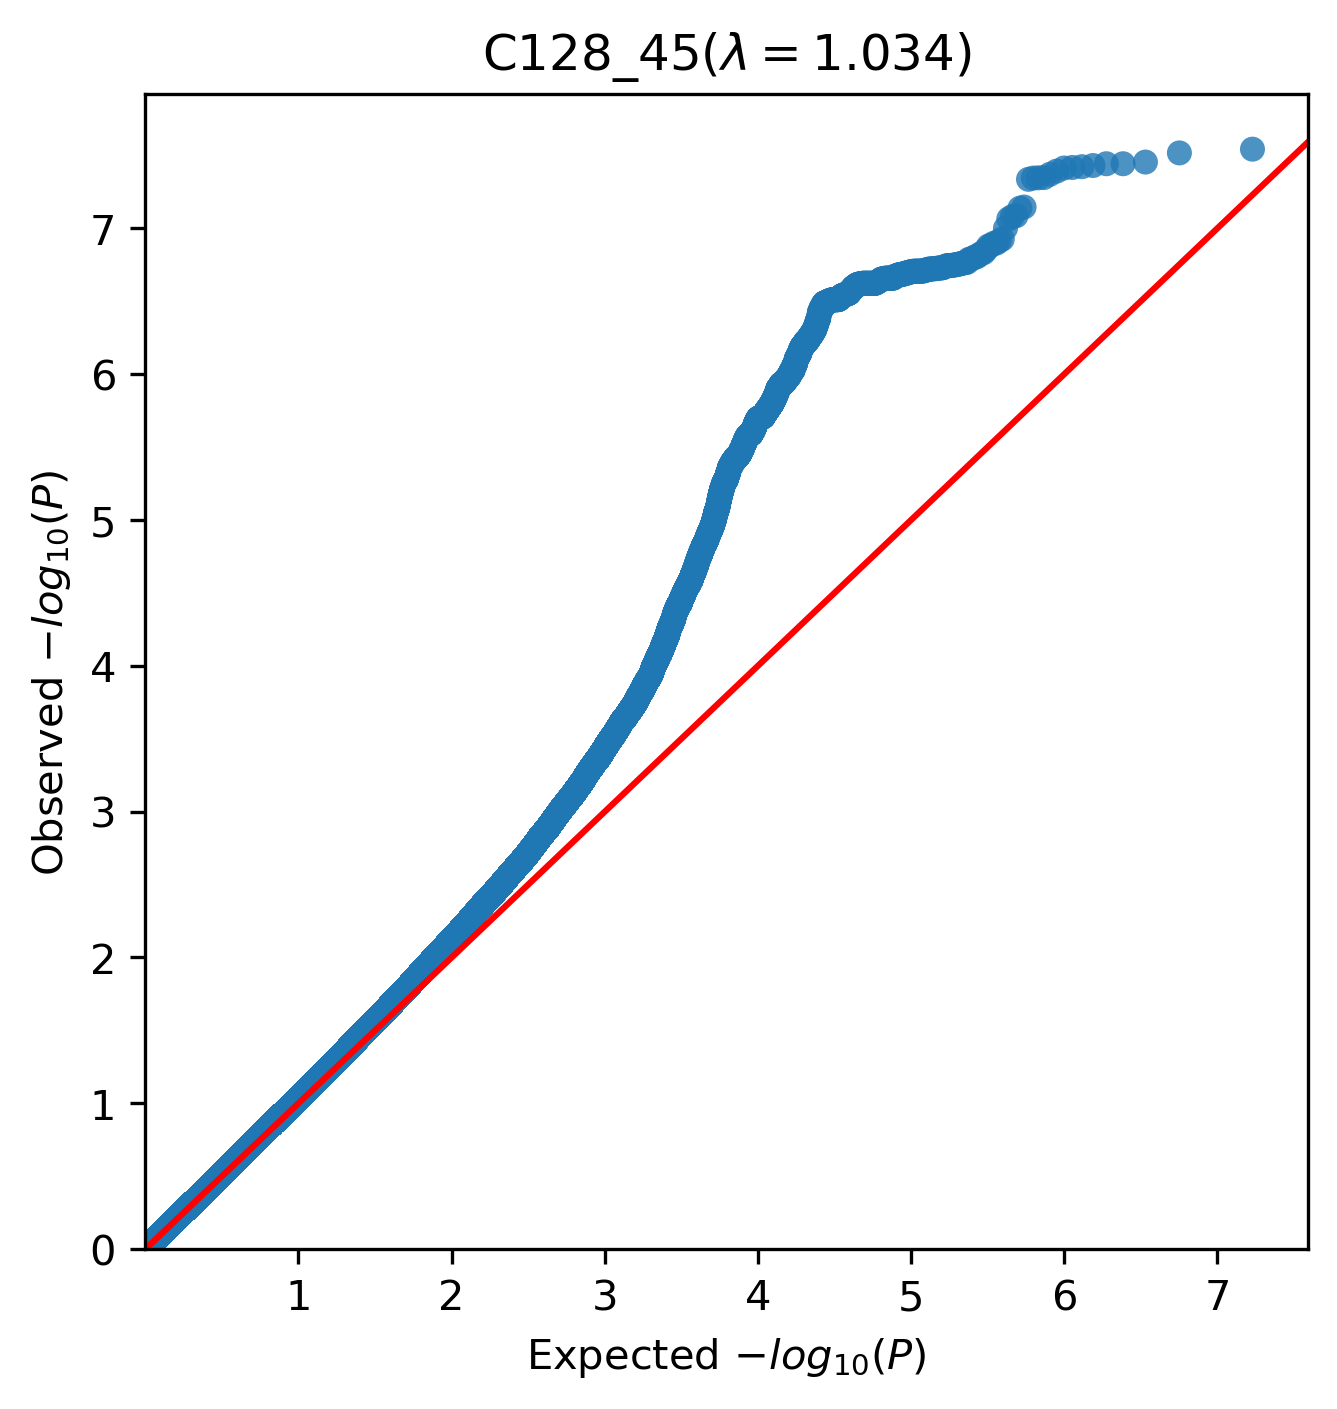 C128_45(λ = 1.034)
Observed −log₁₀(P)
7
6
5
4
3
2
1
0
1 2 3 4 5 6 7
Expected −log₁₀(P)